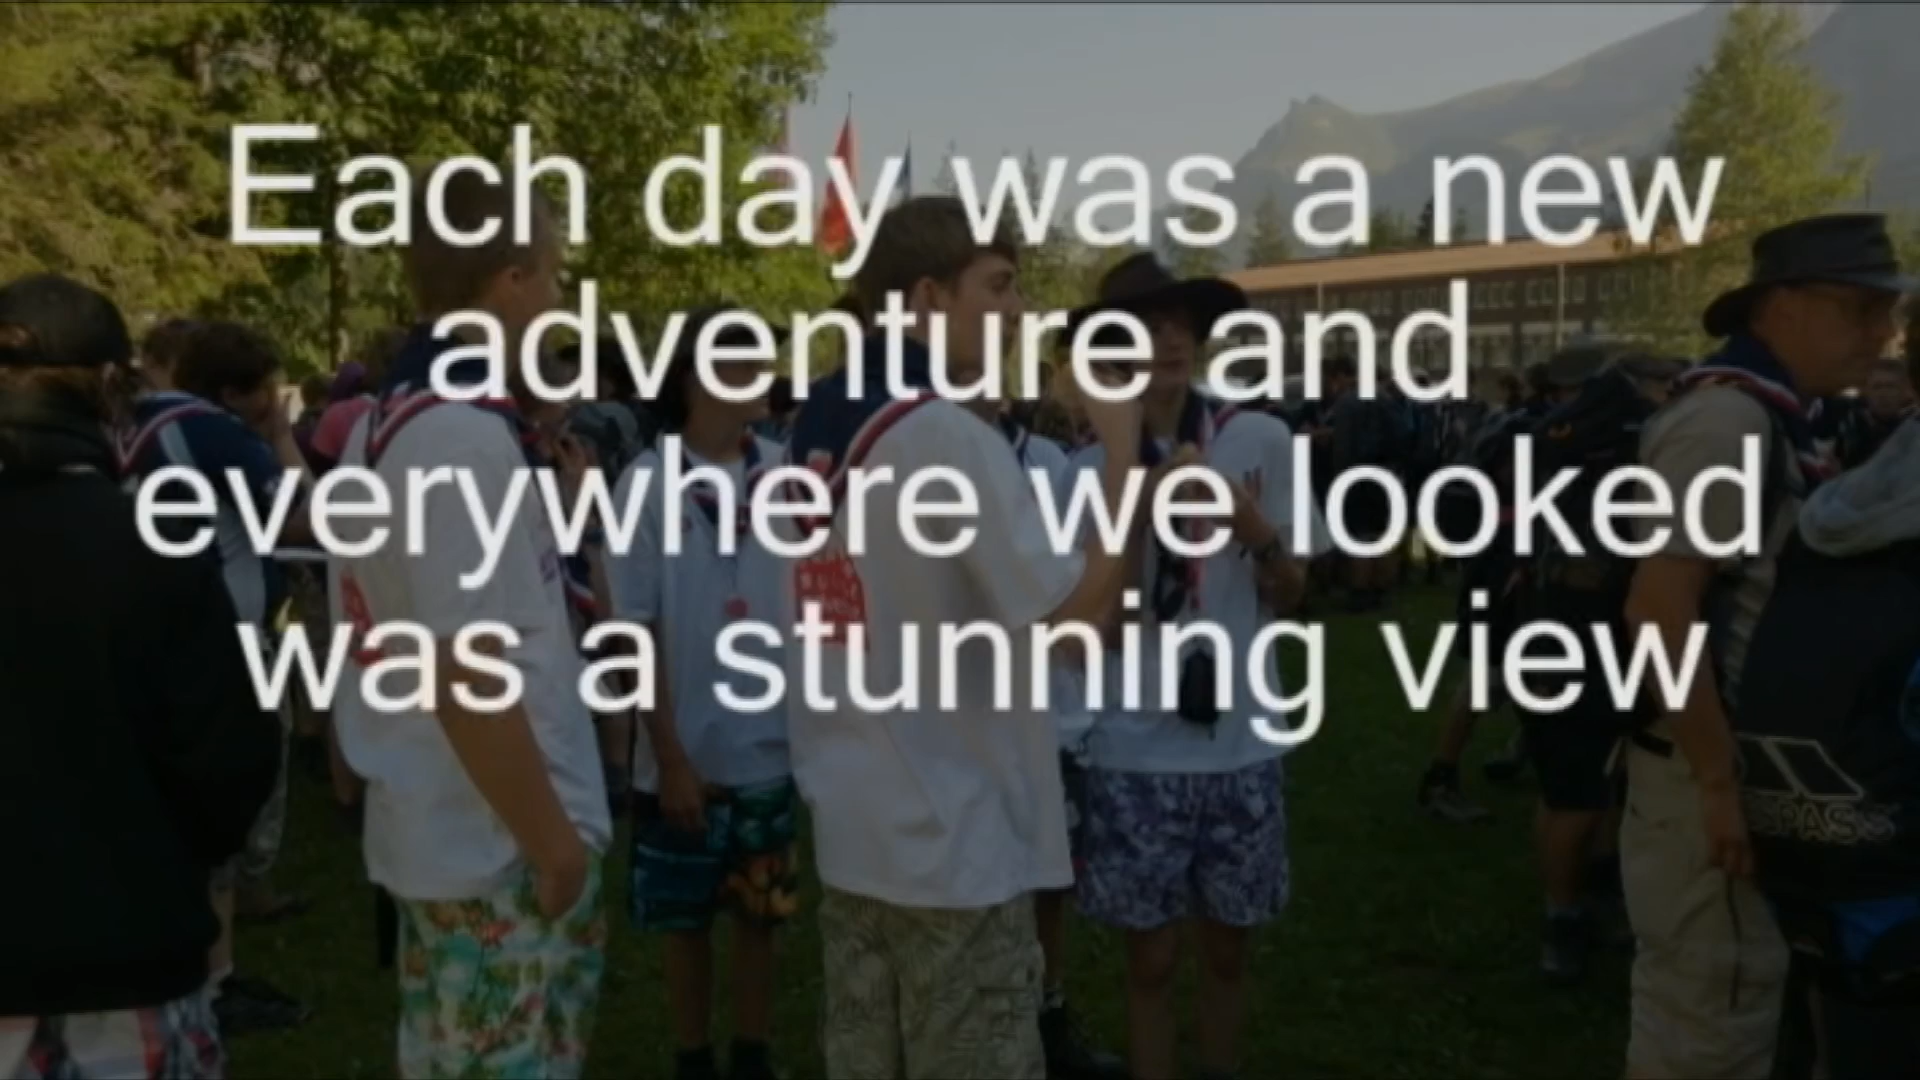 Each day was a new
adventure and
everywhere we looked
was a stunning view